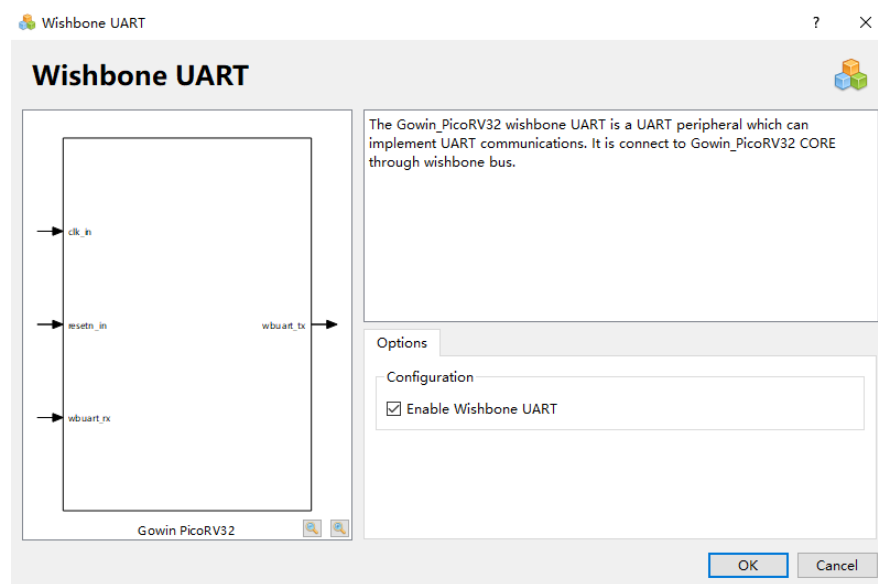 Wishbone UART
?
Wishbone UART
clk_in
resetn_in
wbuart_tx
wbuart_rx
Gowin PicoRV32
The Gowin_PicoRV32 wishbone UART is a UART peripheral which can
implement UART communications. It is connect to Gowin_PicoRV32 CORE
through wishbone bus.
Options
Configuration
Enable Wishbone UART
OK
Cancel